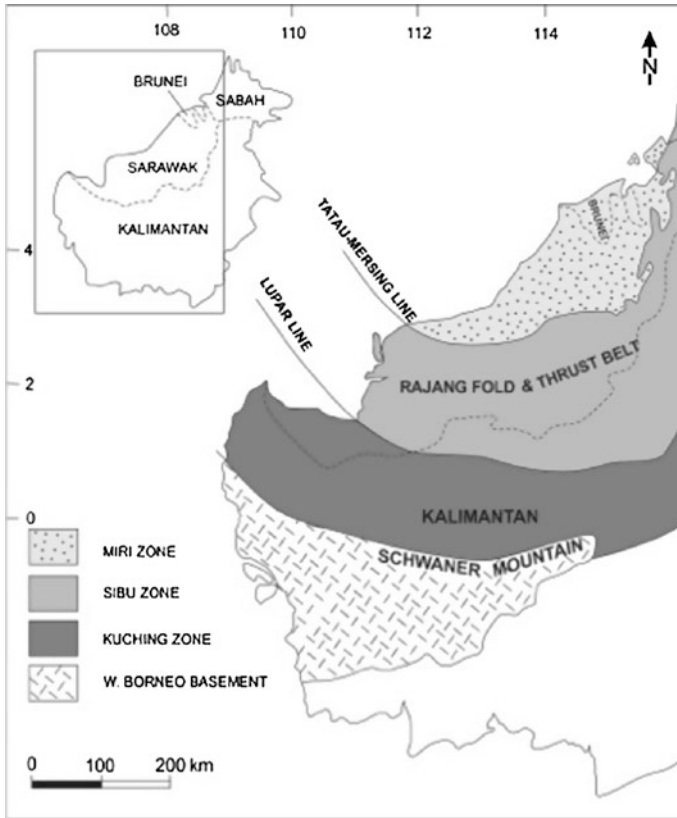 108
110
112
114
N
BRUNEI
SABAH
SARAWAK
KALIMANTAN
4
TATAU-MERSING LINE
BRUNEI
LUPAR LINE
2
RAJANG FOLD & THRUST BELT
0
KALIMANTAN
SCHWANER MOUNTAIN
MIRI ZONE
SIBU ZONE
KUCHING ZONE
W. BORNEO BASEMENT
0 100 200 km